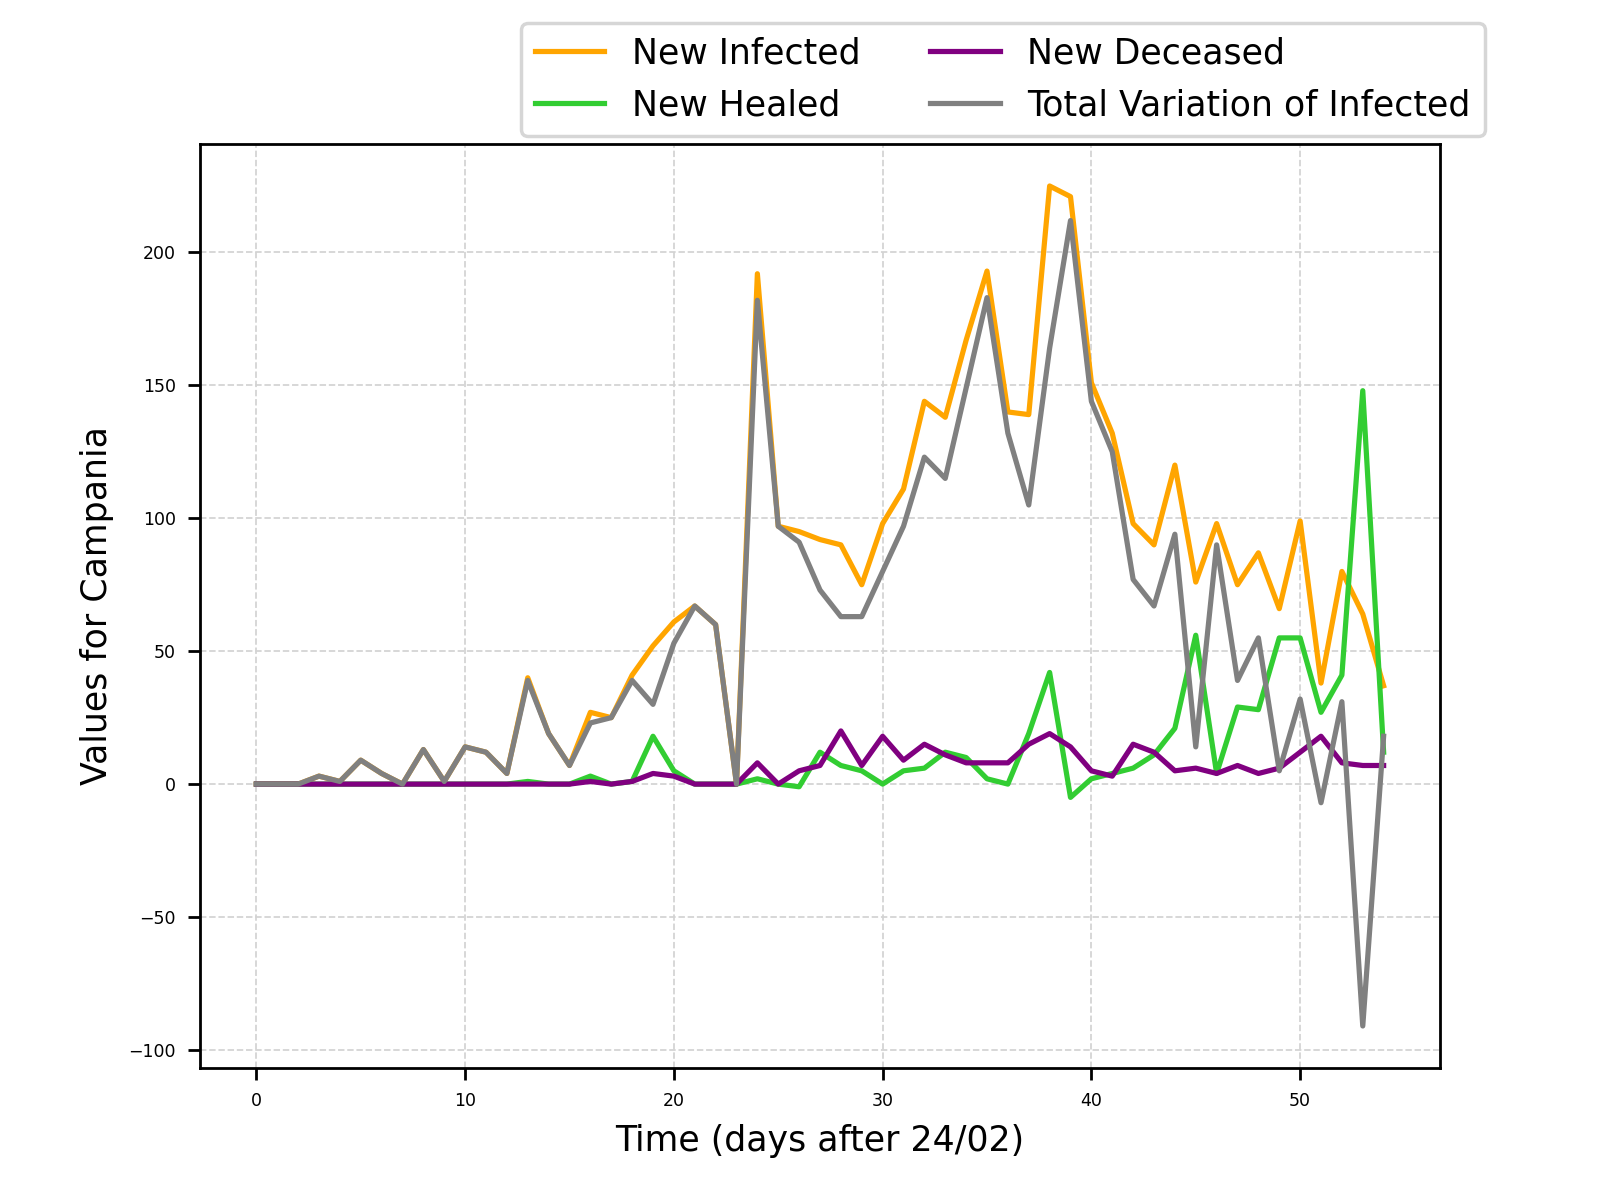 New Infected
New Healed
New Deceased
Total Variation of Infected
Values for Campania
200
150
100
50
0
−50
−100
0 10 20 30 40 50
Time (days after 24/02)